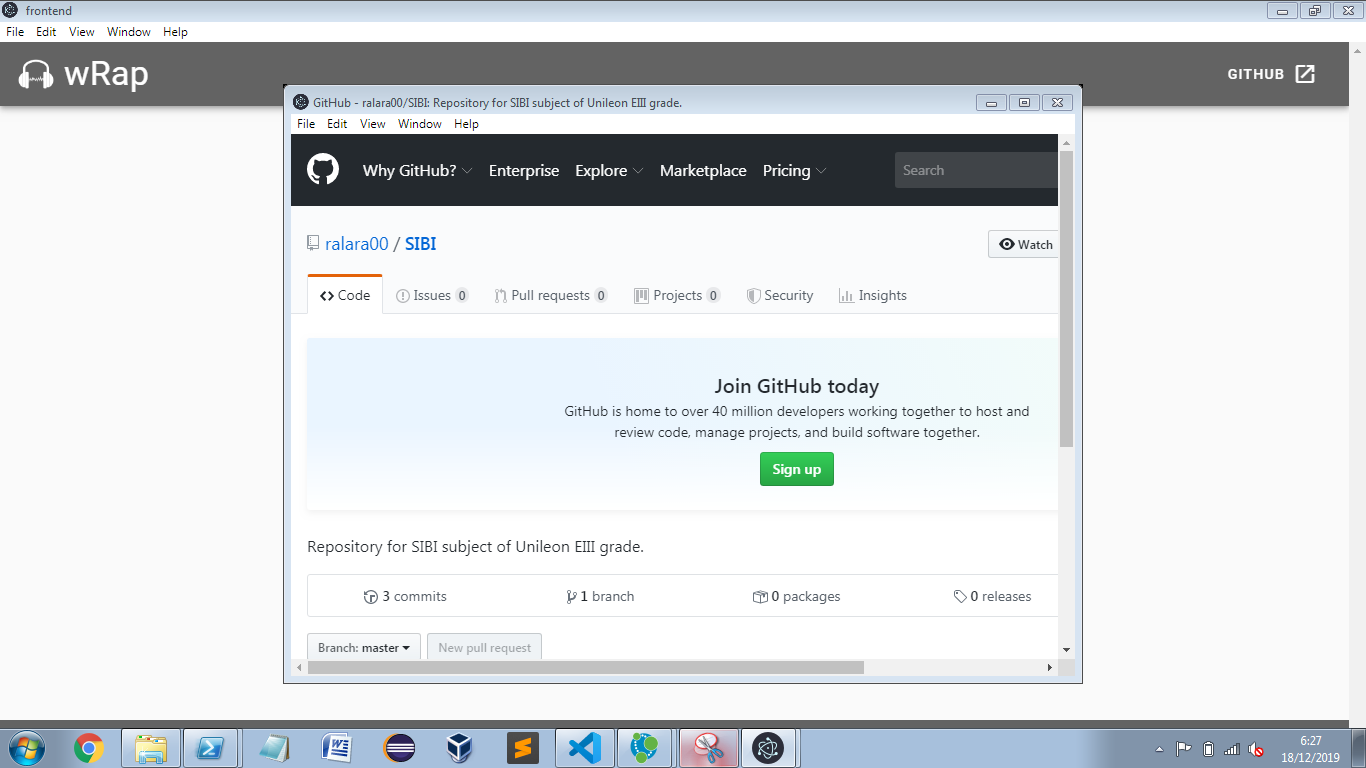 frontend
File Edit View Window Help
wRap
GITHUB
GitHub - ralara00/SIBI: Repository for SIBI subject of Unileon EIII grade.
File Edit View Window Help
Why GitHub? Enterprise Explore Marketplace Pricing Search
ralara00 / SIBI
Watch
Code Issues 0 Pull requests 0 Projects 0 Security Insights
Join GitHub today
GitHub is home to over 40 million developers working together to host and
review code, manage projects, and build software together.
Sign up
Repository for SIBI subject of Unileon EIII grade.
3 commits 1 branch 0 packages 0 releases
Branch: master New pull request
6:27
18/12/2019